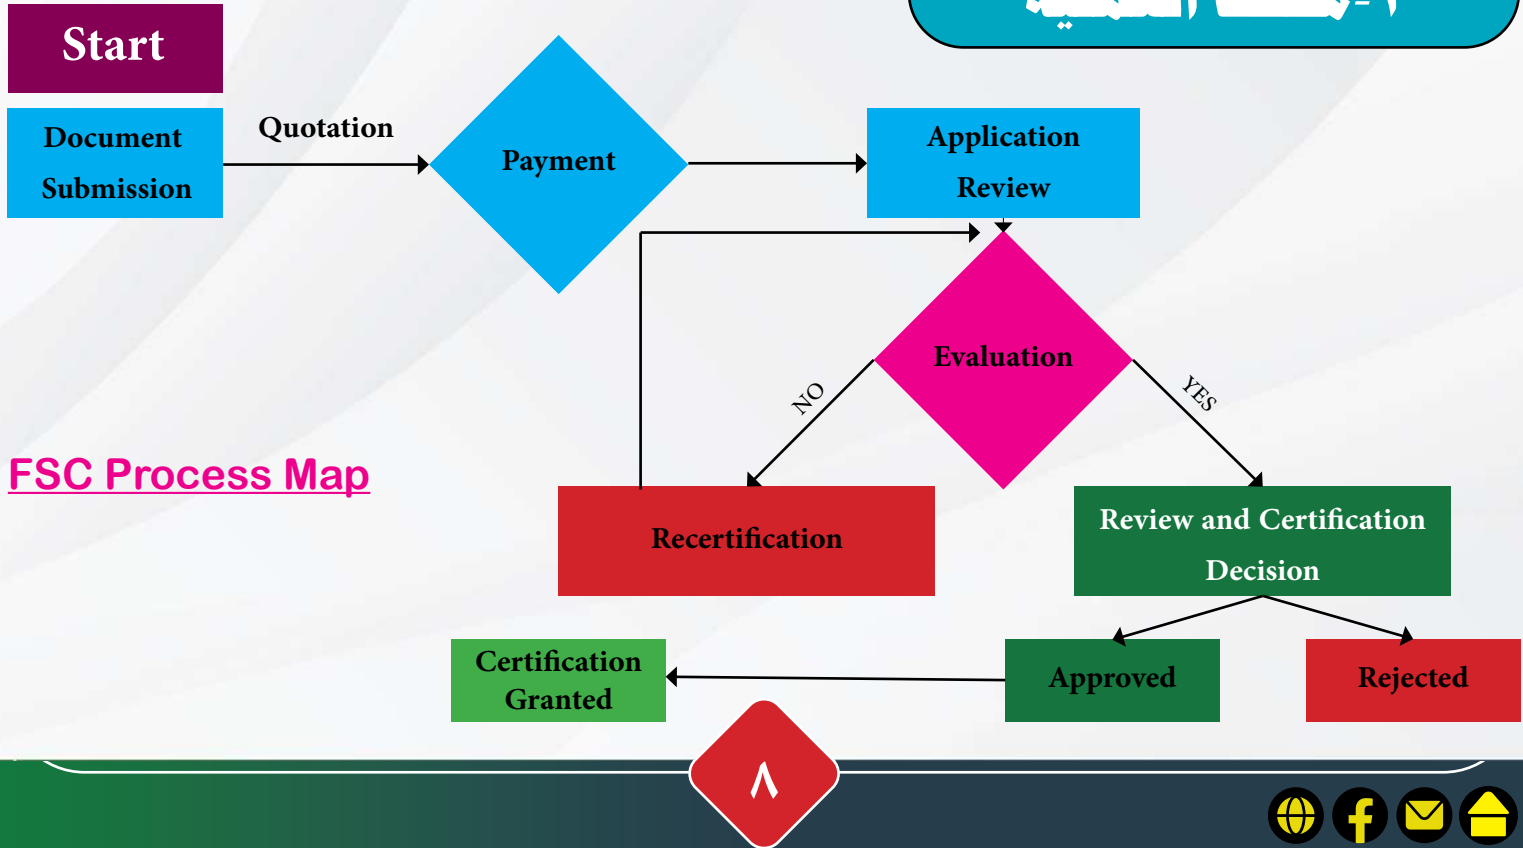 Start
Document
Submission
Quotation
Payment
Application
Review
Evaluation
NO
YES
FSC Process Map
Recertification
Review and Certification
Decision
Certification
Granted
Approved
Rejected
٨